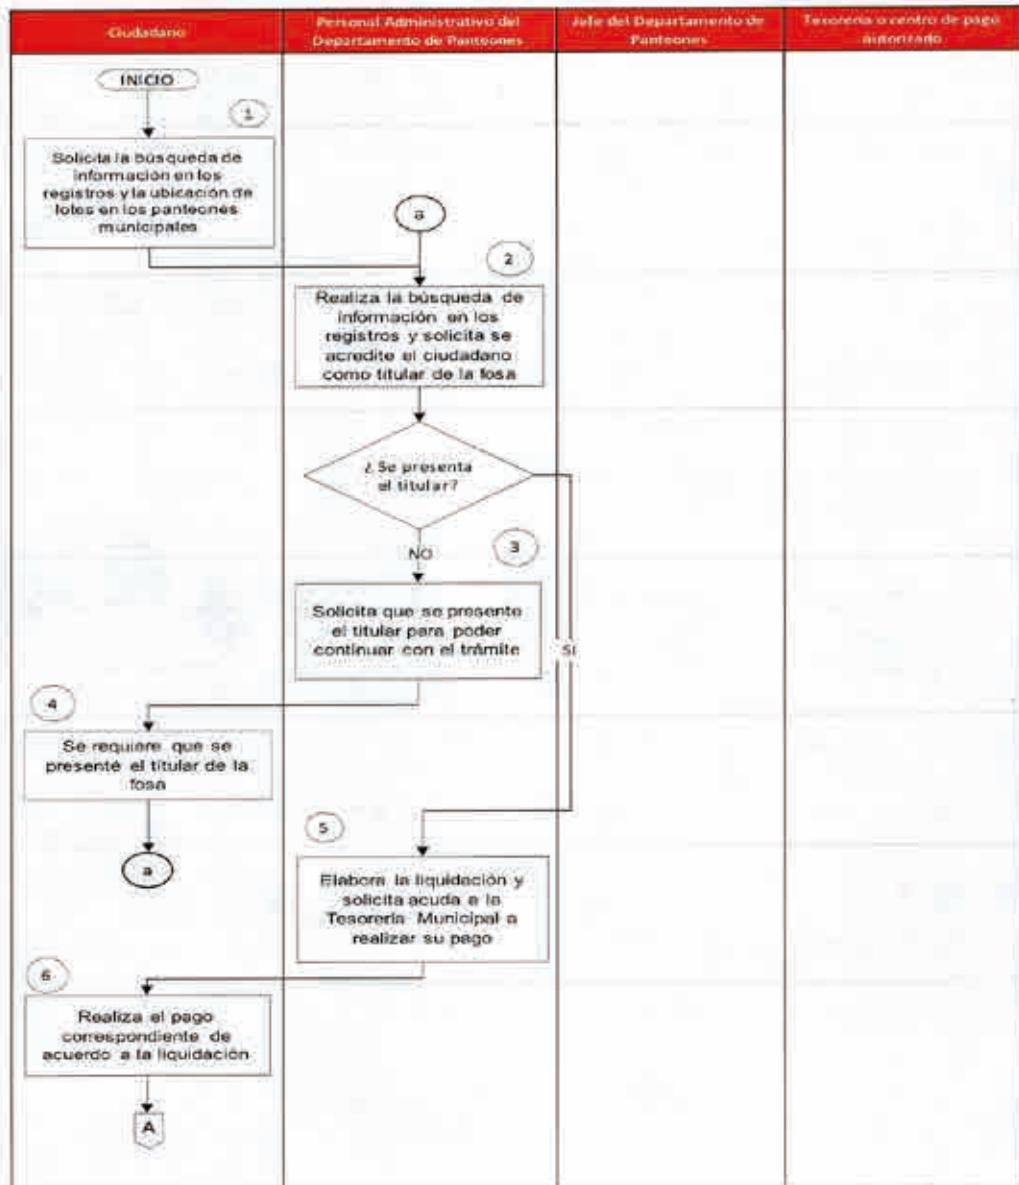 Ciudadano
Personal Administrativo del
Departamento de Panteones
Jefe del Departamento de
Panteones
Tesorería o centro de pago
autorizado
INICIO
1
Solicita la búsqueda de
información en los
registros y la ubicación de
lotes en los panteones
municipales
a
2
Realiza la búsqueda de
información en los
registros y solicita se
acredite el ciudadano
como titular de la fosa
¿Se presenta
el titular?
NO
3
Solicita que se presente
el titular para poder
continuar con el trámite
SI
4
Se requiere que se
presente el titular de la
fosa
a
5
Elabora la liquidación y
solicita acuda a la
Tesorería Municipal a
realizar su pago
6
Realiza el pago
correspondiente de
acuerdo a la liquidación
A